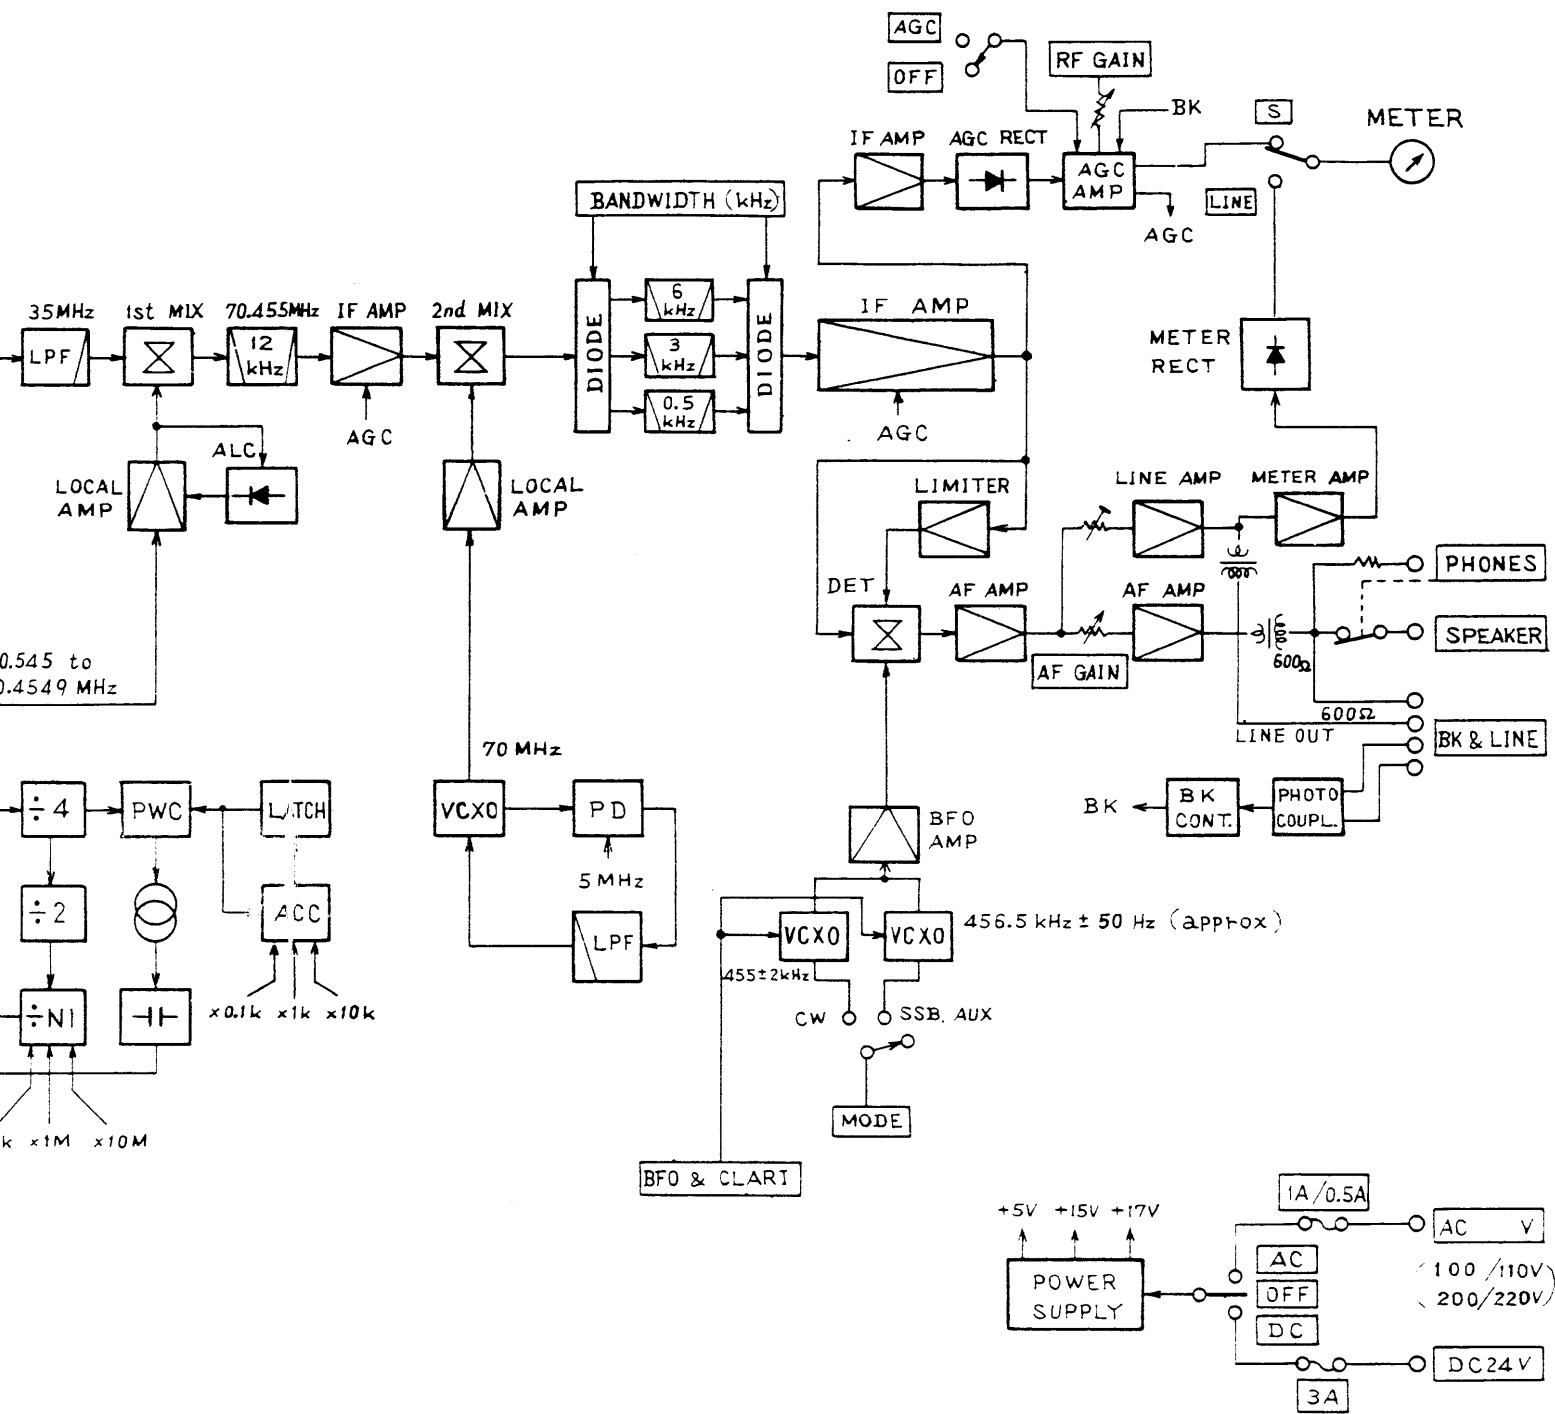 AGC
OFF
RF GAIN
BK
S
METER
IF AMP
AGC RECT
AGC
AMP
LINE
AGC
BANDWIDTH (kHz)
35MHz
1st MIX
70.455MHz
IF AMP
2nd MIX
IF AMP
LPF
12
kHz
DIODE
6
kHz
3
kHz
0.5
kHz
DIODE
METER
RECT
AGC
AGC
ALC
LOCAL
AMP
LOCAL
AMP
LIMITER
LINE AMP
METER AMP
DET
AF AMP
AF AMP
PHONES
SPEAKER
600Ω
AF GAIN
0.545 to
0.4549 MHz
600Ω
LINE OUT
BK & LINE
70 MHz
÷4
PWC
LATCH
VCXO
PD
BFO
AMP
BK
BK
CONT.
PHOTO
COUPL.
5 MHz
÷2
ACC
LPF
VCXO
VCXO
456.5 kHz ± 50 Hz (approx)
455±2kHz
÷N1
x0.1k x1k x10k
CW
SSB. AUX
k x1M x10M
MODE
BFO & CLARI
1A/0.5A
+5V +15V +17V
AC V
POWER
SUPPLY
AC
OFF
DC
(100/110V)
(200/220V)
DC24V
3A